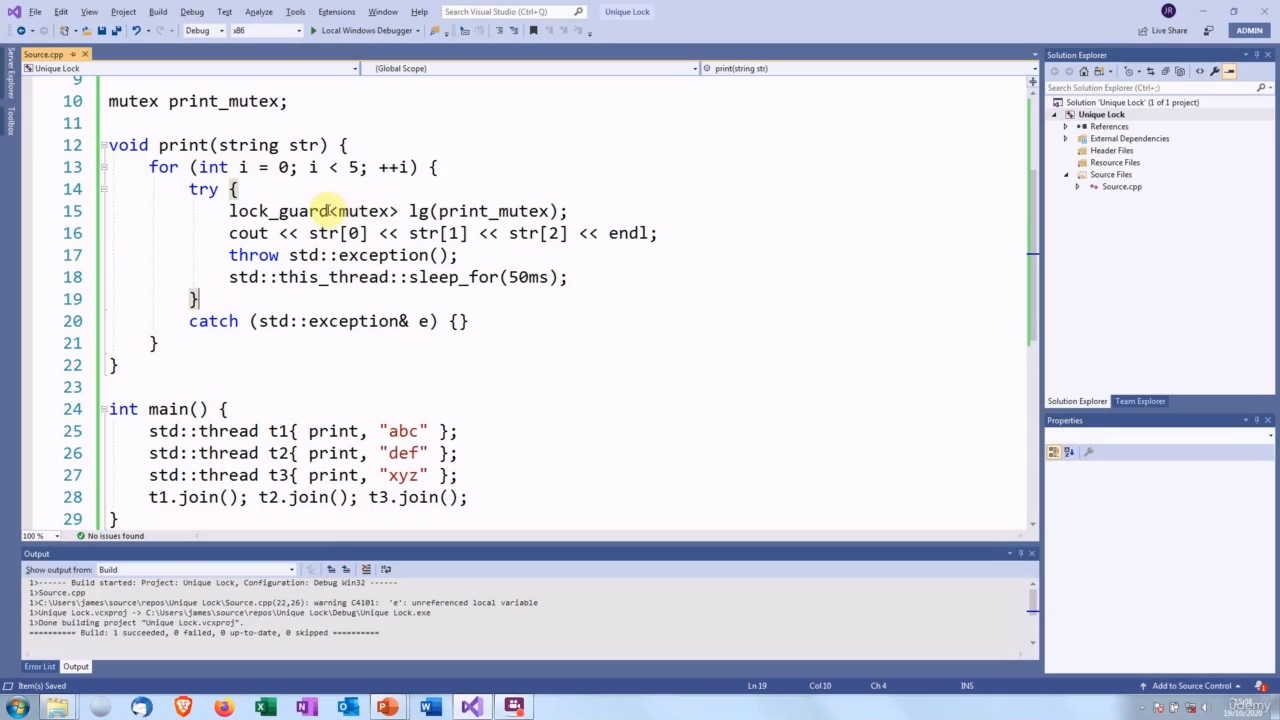 File Edit View Project Build Debug Test Analyze Tools Extensions Window Help Search Visual Studio (Ctrl+Q) Unique Lock JR
Debug x86 Local Windows Debugger Live Share ADMIN
Server Explorer
Toolbox
Source.cpp
Unique Lock (Global Scope) print(string str)
9
10 mutex print_mutex;
11
12 void print(string str) {
13 for (int i = 0; i < 5; ++i) {
14 try {
15 lock_guard<mutex> lg(print_mutex);
16 cout << str[0] << str[1] << str[2] << endl;
17 throw std::exception();
18 std::this_thread::sleep_for(50ms);
19 }
20 catch (std::exception& e) {}
21 }
22 }
23
24 int main() {
25 std::thread t1{ print, "abc" };
26 std::thread t2{ print, "def" };
27 std::thread t3{ print, "xyz" };
28 t1.join(); t2.join(); t3.join();
29 }
100 % No issues found
Output
Show output from: Build
1>------ Build started: Project: Unique Lock, Configuration: Debug Win32 ------
1>Source.cpp
1>C:\Users\james\source\repos\Unique Lock\Source.cpp(22,26): warning C4101: 'e': unreferenced local variable
1>Unique Lock.vcxproj -> C:\Users\james\source\repos\Unique Lock\Debug\Unique Lock.exe
1>Done building project "Unique Lock.vcxproj".
========== Build: 1 succeeded, 0 failed, 0 up-to-date, 0 skipped ==========
Error List Output
Solution Explorer
Search Solution Explorer (Ctrl+;)
Solution 'Unique Lock' (1 of 1 project)
Unique Lock
References
External Dependencies
Header Files
Resource Files
Source Files
Source.cpp
Solution Explorer Team Explorer
Properties
Item(s) Saved Ln 19 Col 10 Ch 4 INS Add to Source Control 1
19/10/2020
udemy